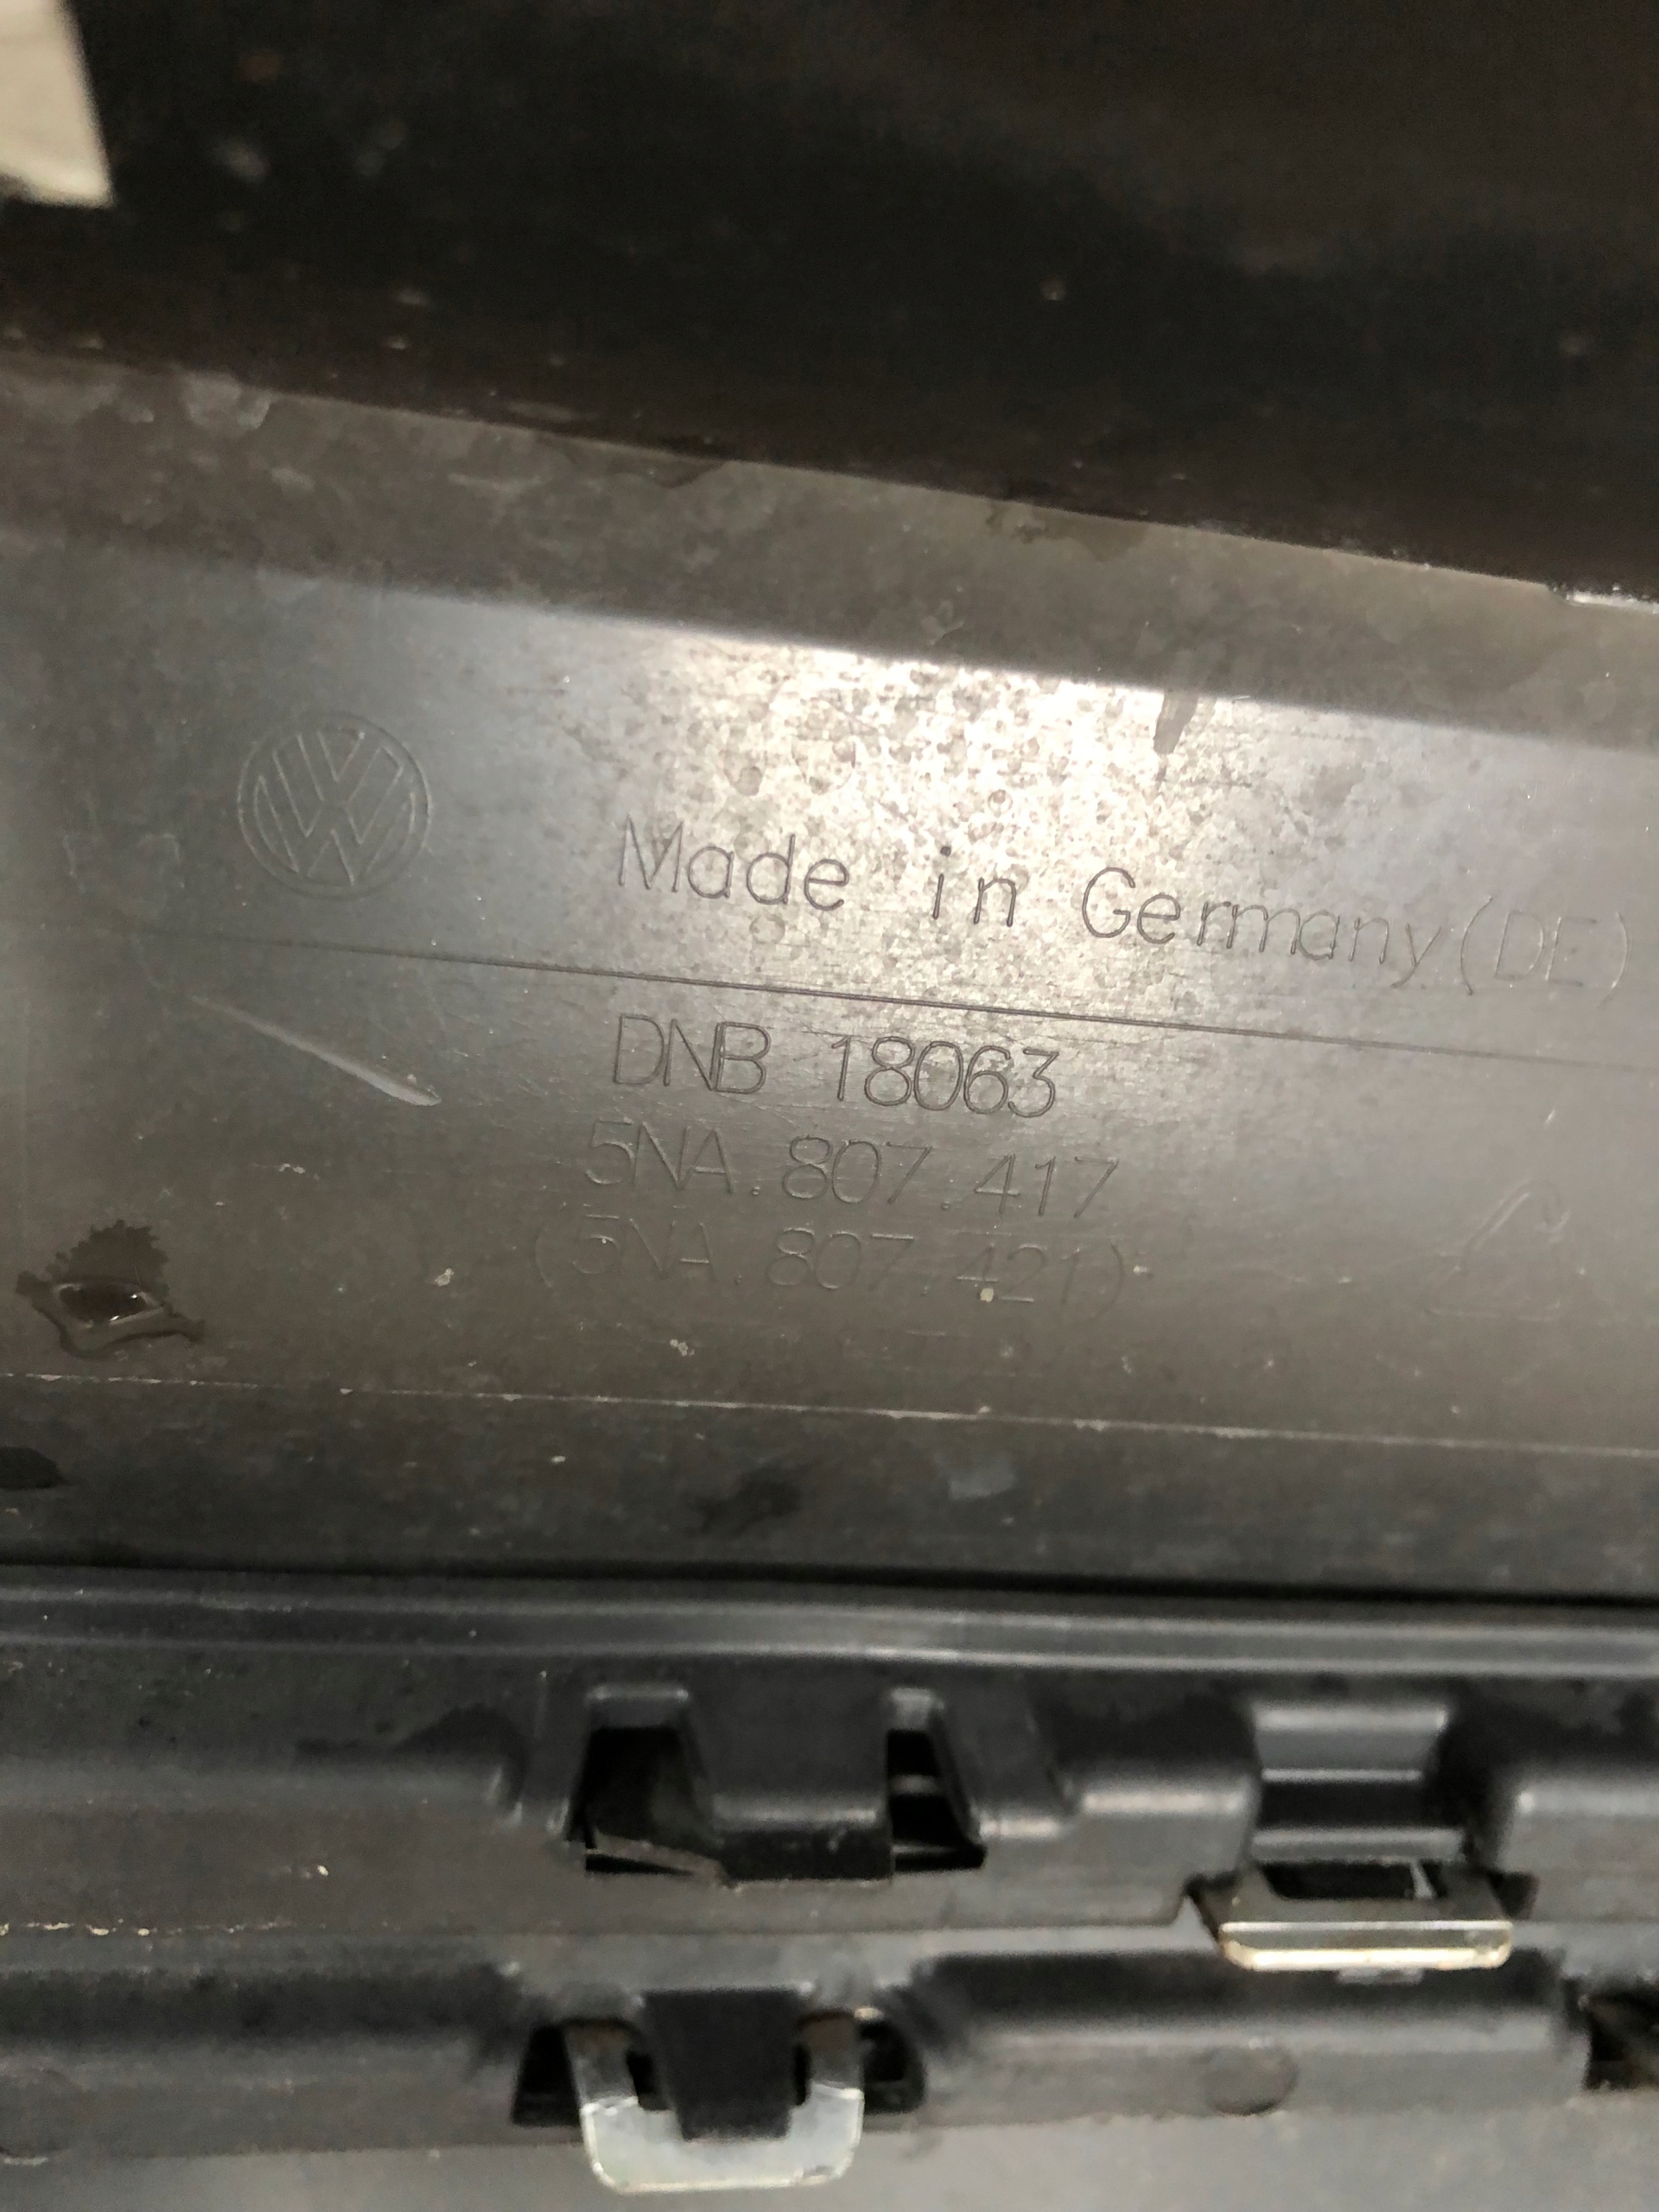 Made in Germany (DE)
DNB 18063
5NA.807.417
(5NA.807.421)